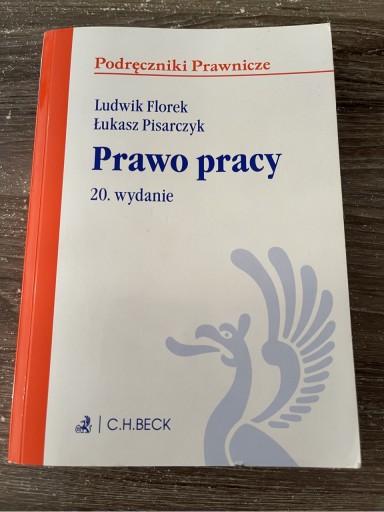 Podręczniki Prawnicze
Ludwik Florek
Łukasz Pisarczyk
Prawo pracy
20. wydanie
C.H.BECK